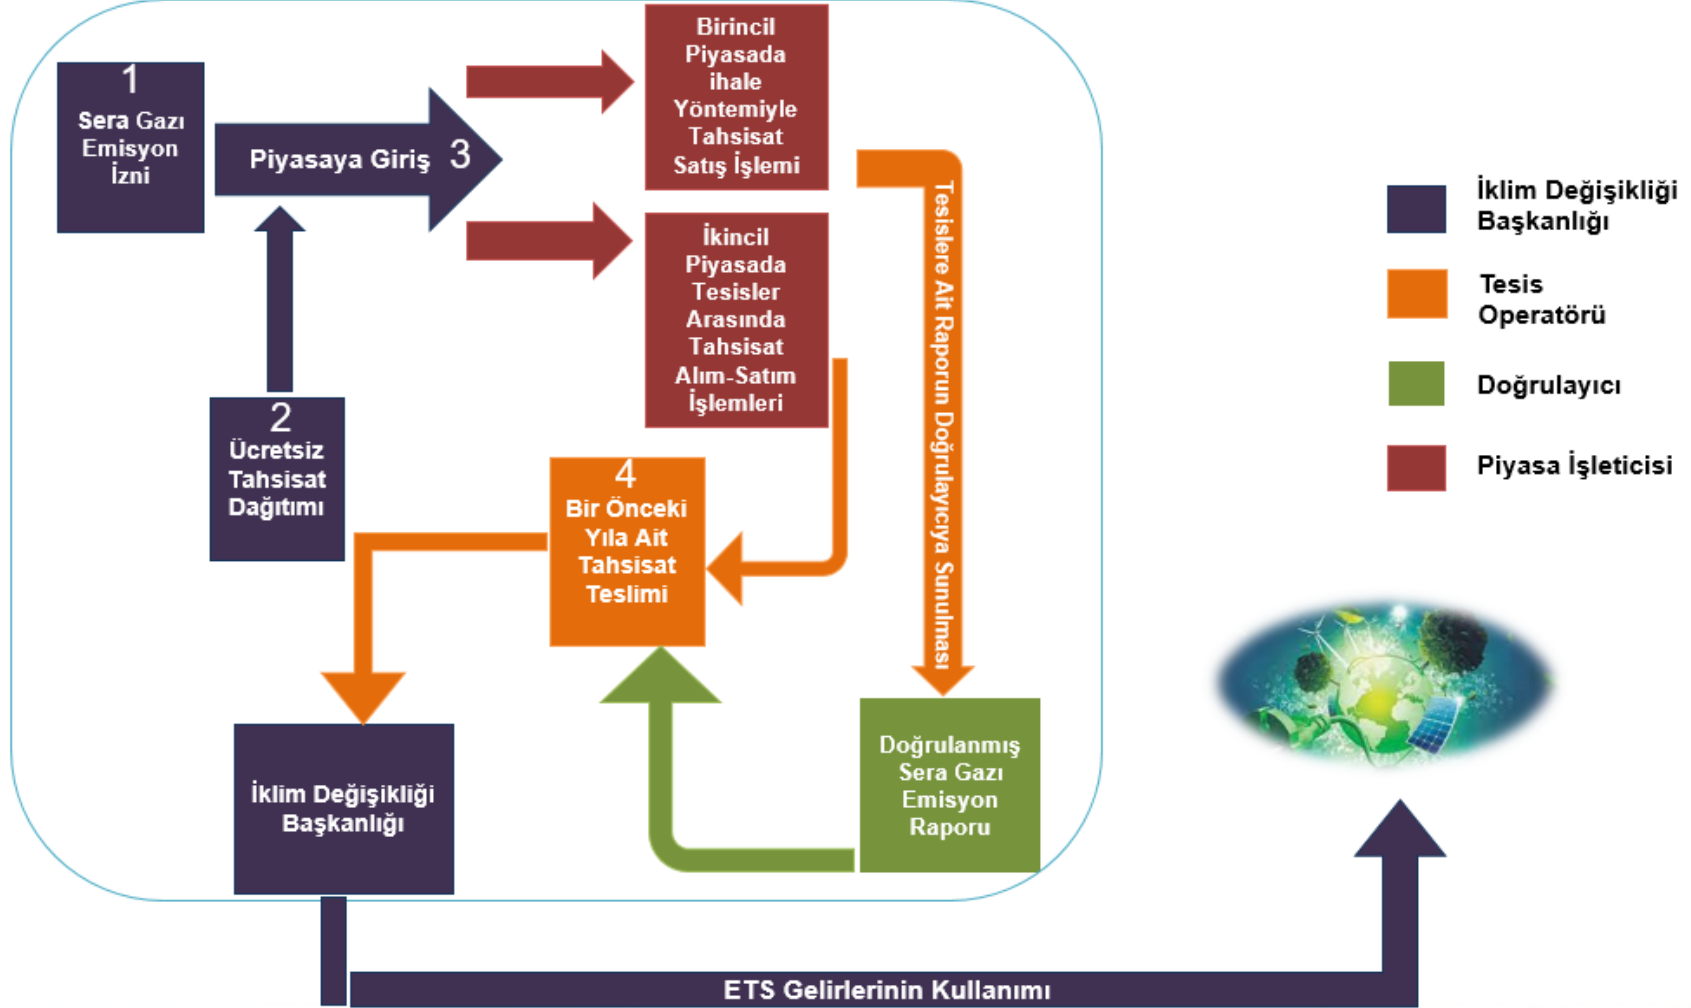 1
Sera Gazı
Emisyon
İzni
Piyasaya Giriş 3
2
Ücretsiz
Tahsisat
Dağıtımı
Birincil
Piyasada
ihale
Yöntemiyle
Tahsisat
Satış İşlemi
İkincil
Piyasada
Tesisler
Arasında
Tahsisat
Alım-Satım
İşlemleri
Tesislere Ait Raporun Doğrulayıcıya Sunulması
4
Bir Önceki
Yıla Ait
Tahsisat
Teslimi
Doğrulanmış
Sera Gazı
Emisyon
Raporu
İklim Değişikliği
Başkanlığı
ETS Gelirlerinin Kullanımı
İklim Değişikliği
Başkanlığı
Tesis
Operatörü
Doğrulayıcı
Piyasa İşleticisi